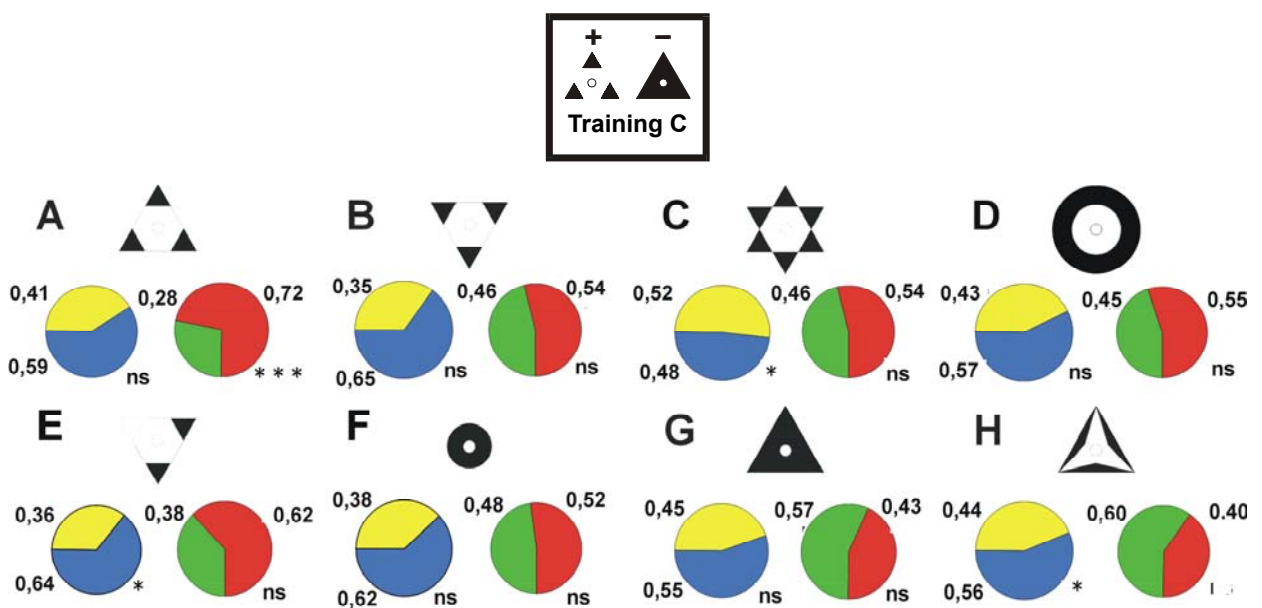 + −
Training C
A B C D
0,41 0,28 0,72
0,59 ns ***
0,35 0,46 0,54
0,65 ns ns
0,52 0,46 0,54
0,48 * ns
0,43 0,45 0,55
0,57 ns ns
E F G H
0,36 0,38 0,62
0,64 * ns
0,38 0,48 0,52
0,62 ns ns
0,45 0,57 0,43
0,55 ns ns
0,44 0,60 0.40
0,56 *